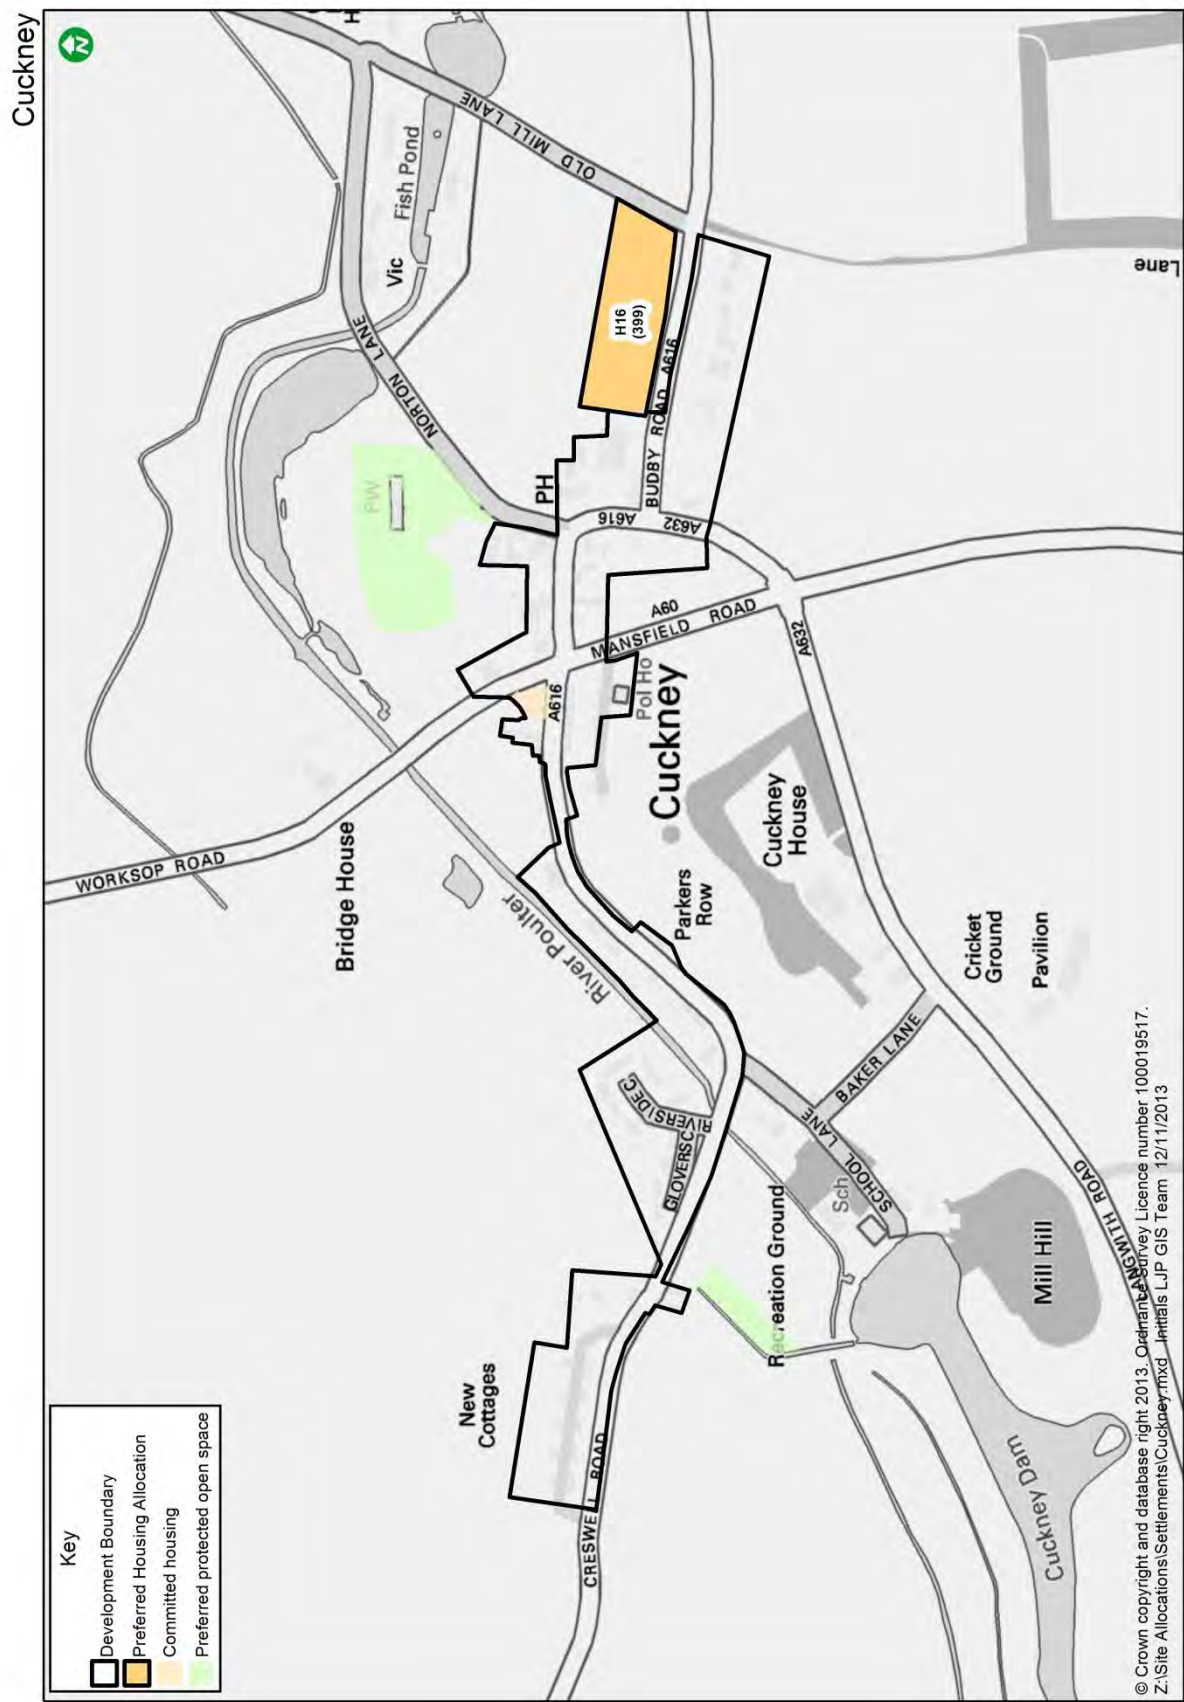 Cuckney
N
Key
Development Boundary
Preferred Housing Allocation
Committed housing
Preferred protected open space
WORKSOP ROAD
Bridge House
River Poulter
New
Cottages
CRESWELL ROAD
GLOVERS C
RIVERSIDE C
PW
NORTON LANE
Vic
Fish Pond
H
OLD MILL LANE
H16
(399)
PH
A616
A616
BUDBY ROAD A616
A632
A60
MANSFIELD ROAD
A632
Pol Ho
Cuckney
Parkers
Row
Cuckney
House
Cricket
Ground
Pavilion
BAKER LANE
SCHOOL LANE
Sch
Recreation Ground
Mill Hill
Cuckney Dam
LANGWITH ROAD
Lane
© Crown copyright and database right 2013. Ordnance Survey Licence number 100019517.
Z:\Site Allocations\Settlements\Cuckney.mxd Initials LJP GIS Team 12/11/2013